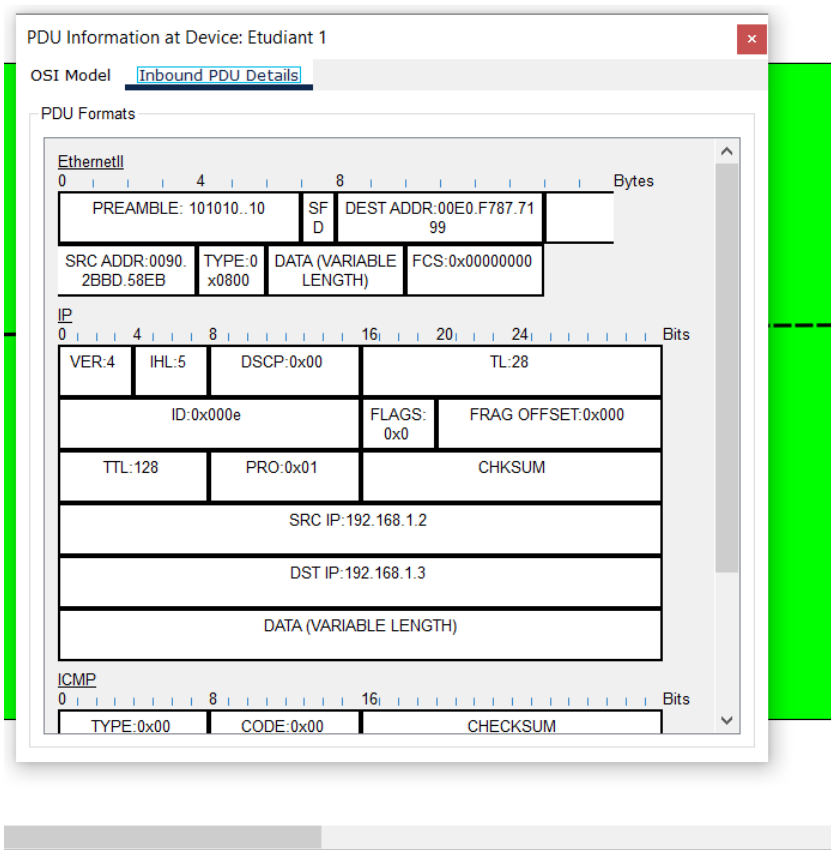 PDU Information at Device: Etudiant 1
×
OSI Model Inbound PDU Details
PDU Formats
EthernetII
0 4 8 Bytes
PREAMBLE: 101010..10 SF DEST ADDR:00E0.F787.71
D 99
SRC ADDR:0090. TYPE:0 DATA (VARIABLE FCS:0x00000000
2BBD.58EB x0800 LENGTH)
IP
0 4 8 16 20 24 Bits
VER:4 IHL:5 DSCP:0x00 TL:28
ID:0x000e FLAGS: FRAG OFFSET:0x000
0x0
TTL:128 PRO:0x01 CHKSUM
SRC IP:192.168.1.2
DST IP:192.168.1.3
DATA (VARIABLE LENGTH)
ICMP
0 8 16 Bits
TYPE:0x00 CODE:0x00 CHECKSUM